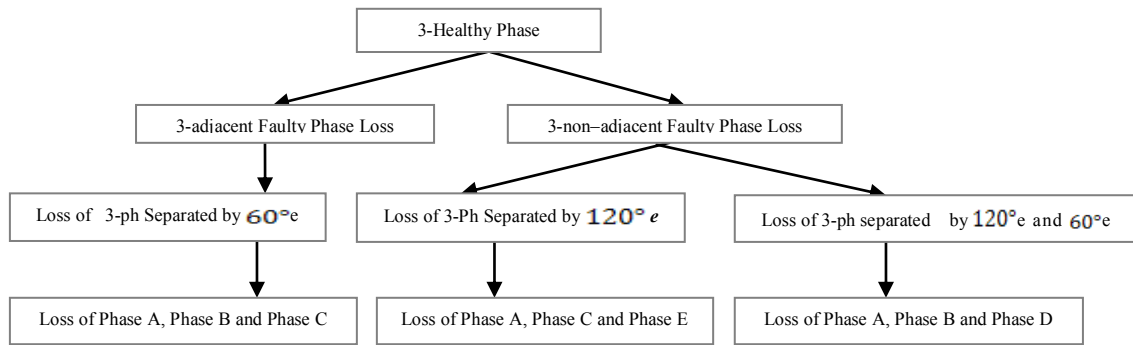 3-Healthy Phase
3-adjacent Faulty Phase Loss
3-non–adjacent Faulty Phase Loss
Loss of 3-ph Separated by 60°e
Loss of 3-Ph Separated by 120° e
Loss of 3-ph separated by 120°e and 60°e
Loss of Phase A, Phase B and Phase C
Loss of Phase A, Phase C and Phase E
Loss of Phase A, Phase B and Phase D